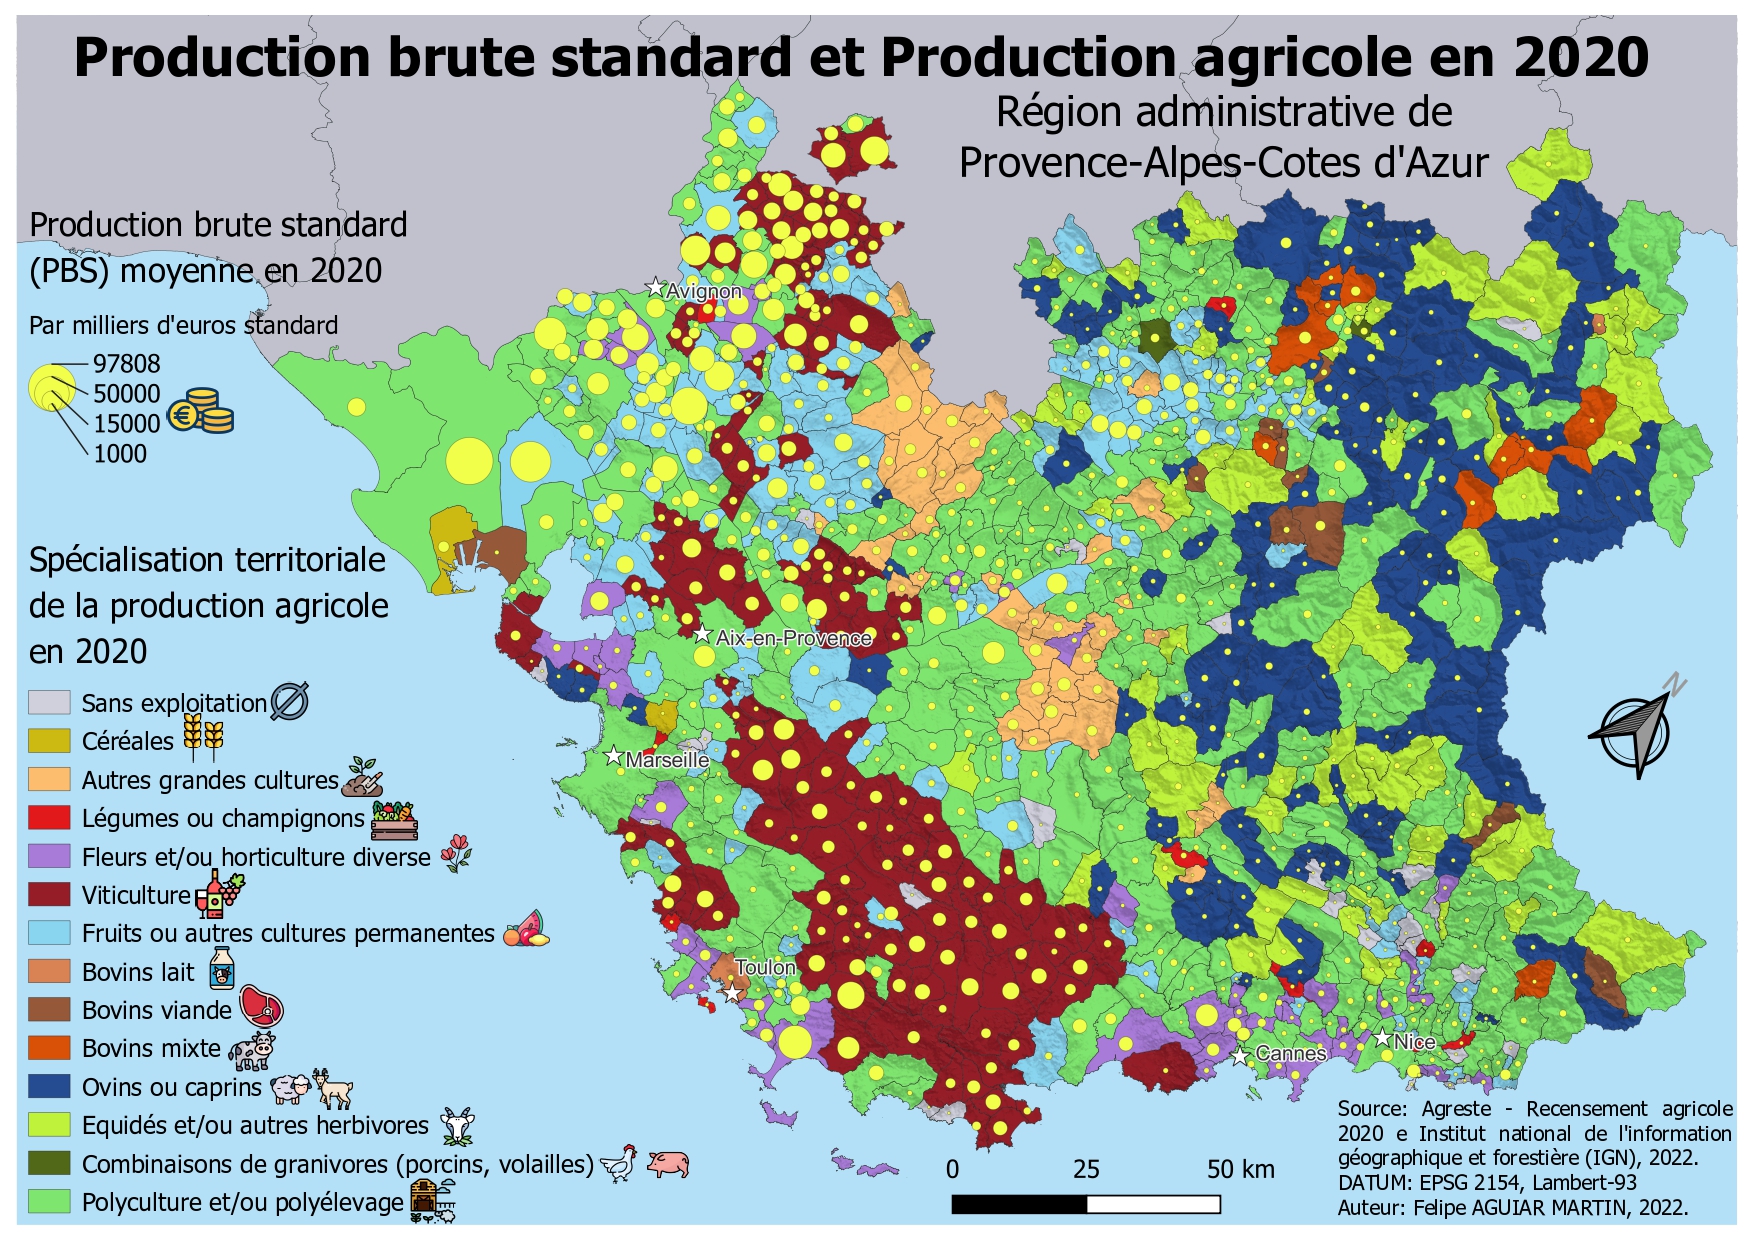 Production brute standard et Production agricole en 2020
Région administrative de
Provence-Alpes-Cotes d'Azur
Production brute standard
(PBS) moyenne en 2020
Par milliers d'euros standard
97808
50000
15000
1000
Spécialisation territoriale
de la production agricole
en 2020
Sans exploitation
Céréales
Autres grandes cultures
Légumes ou champignons
Fleurs et/ou horticulture diverse
Viticulture
Fruits ou autres cultures permanentes
Bovins lait
Bovins viande
Bovins mixte
Ovins ou caprins
Equidés et/ou autres herbivores
Combinaisons de granivores (porcins, volailles)
Polyculture et/ou polyélevage
Avignon
Aix-en-Provence
Marseille
Toulon
Cannes
Nice
N
0 25 50 km
Source: Agreste - Recensement agricole
2020 e Institut national de l'information
géographique et forestière (IGN), 2022.
DATUM: EPSG 2154, Lambert-93
Auteur: Felipe AGUIAR MARTIN, 2022.